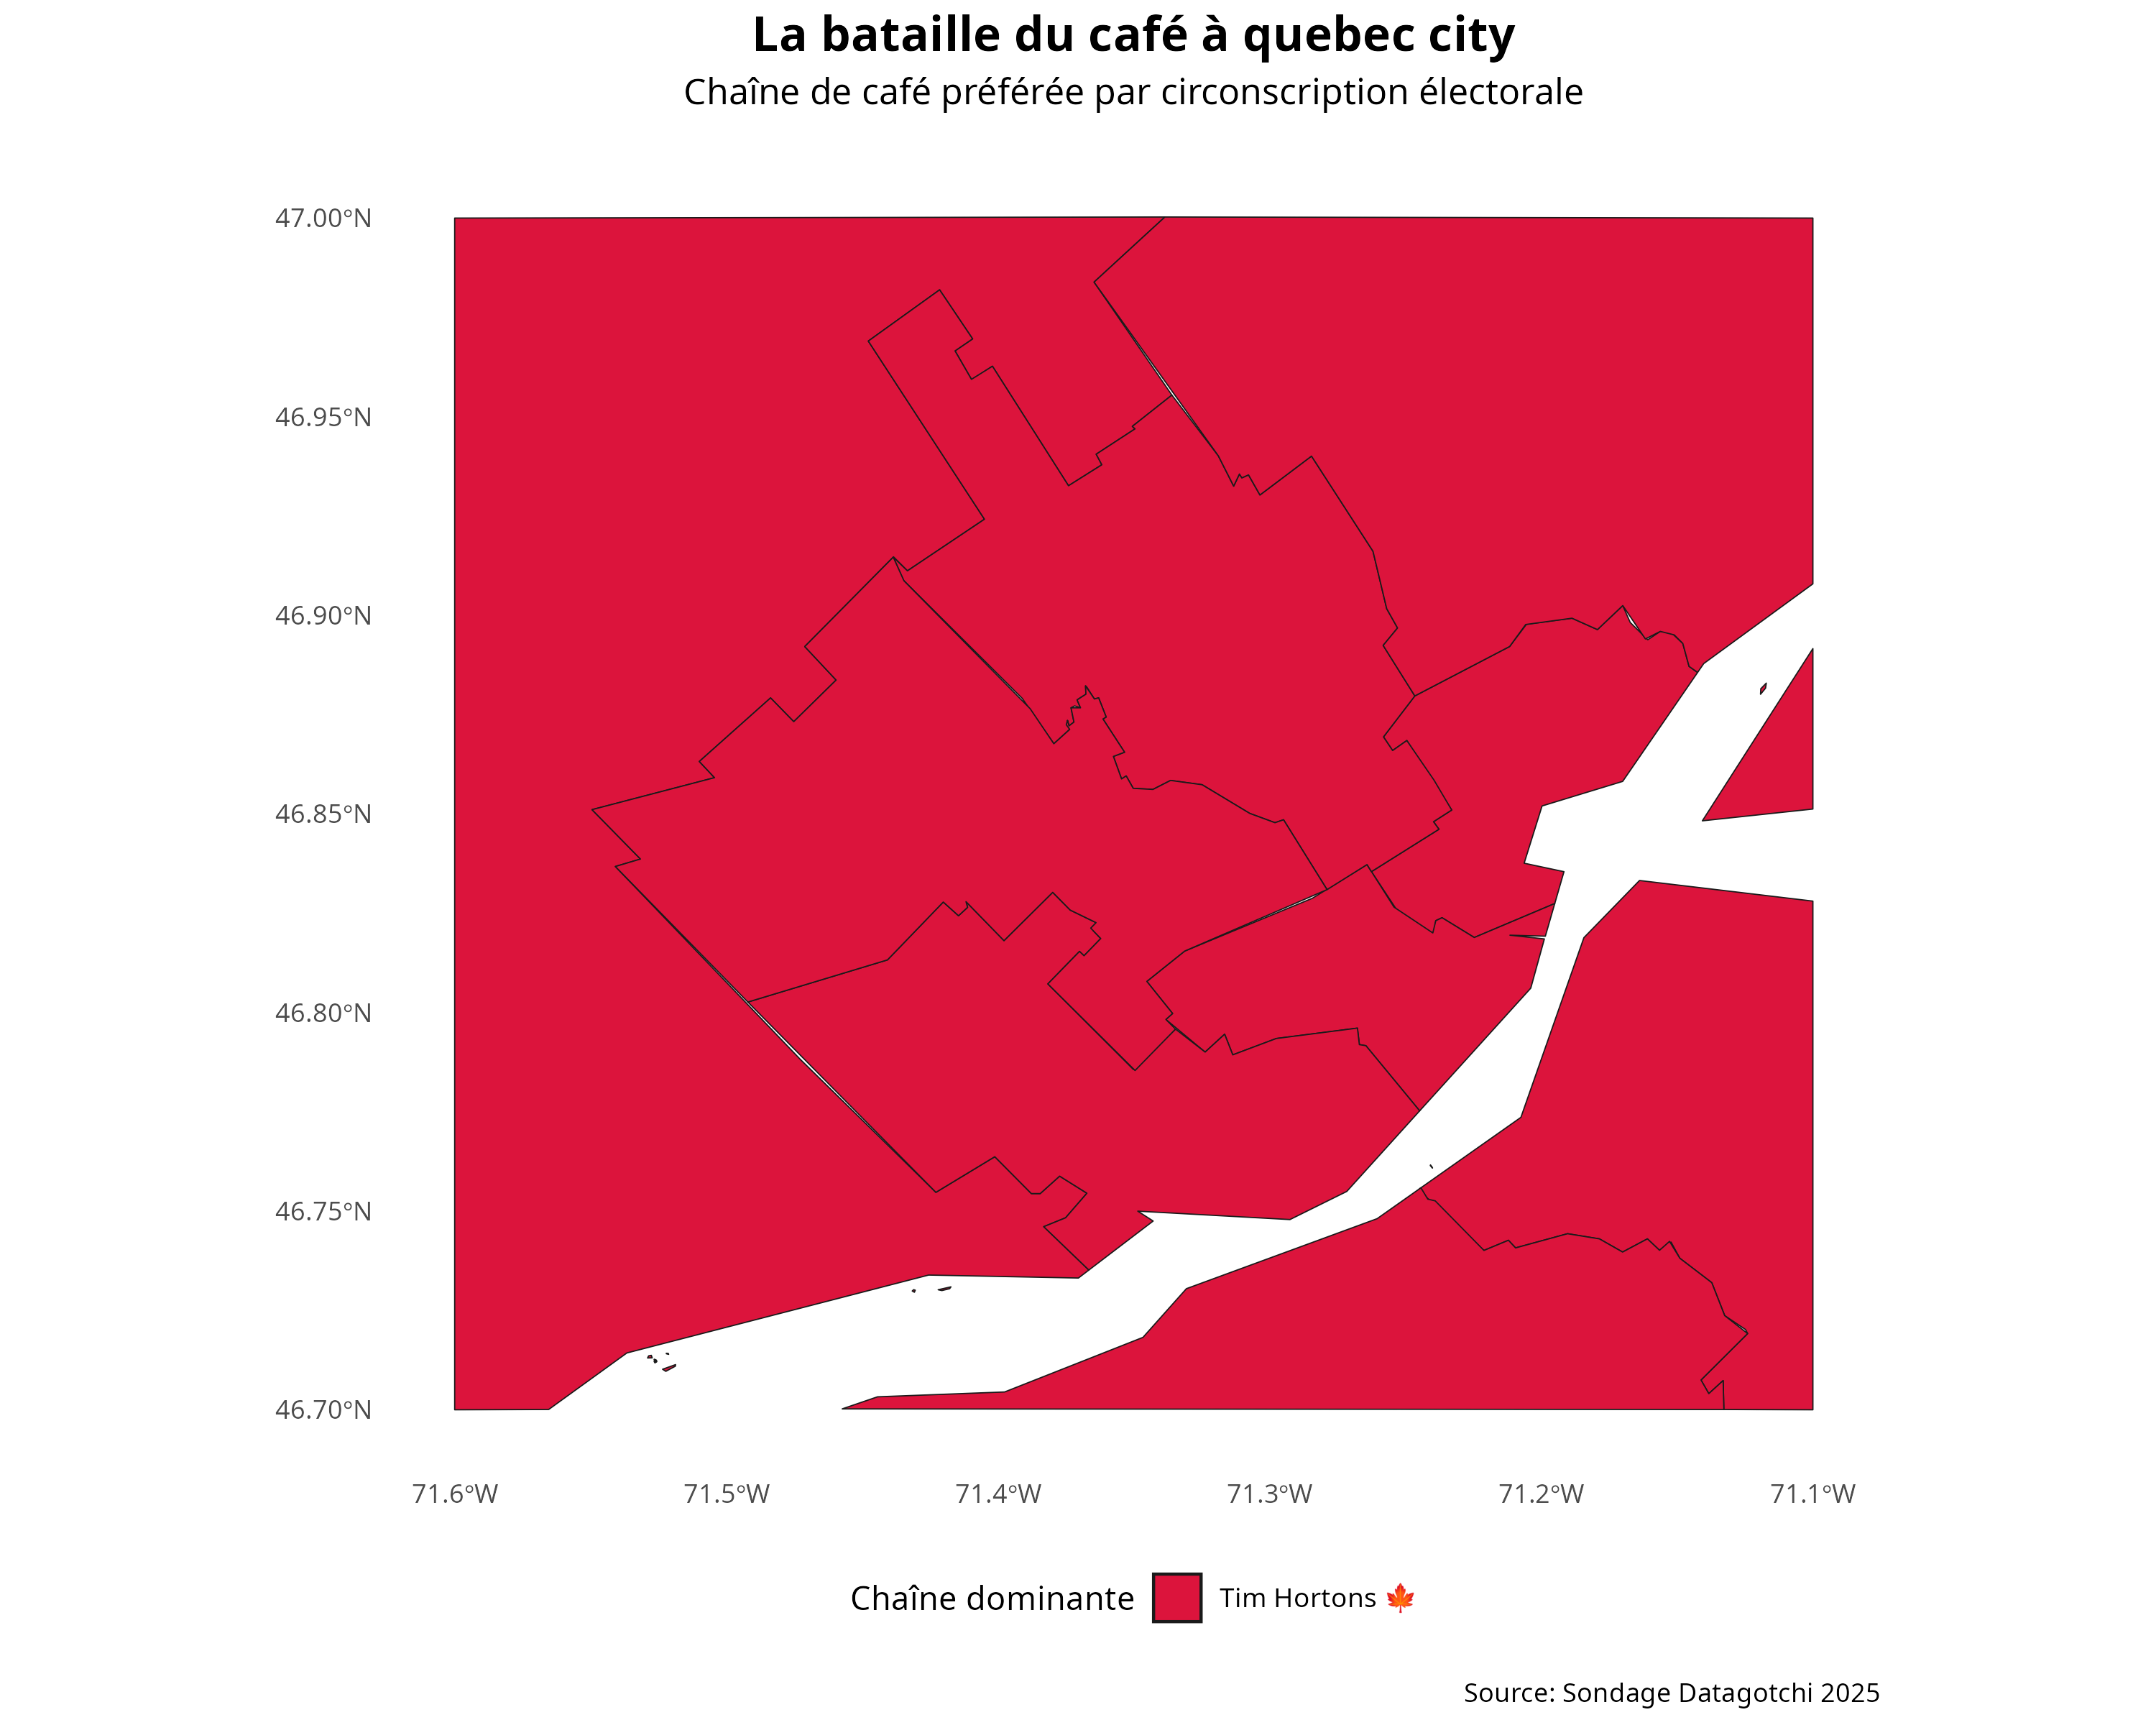 La bataille du café à quebec city
Chaîne de café préférée par circonscription électorale
47.00°N
46.95°N
46.90°N
46.85°N
46.80°N
46.75°N
46.70°N
71.6°W 71.5°W 71.4°W 71.3°W 71.2°W 71.1°W
Chaîne dominante Tim Hortons 🍁
Source: Sondage Datagotchi 2025